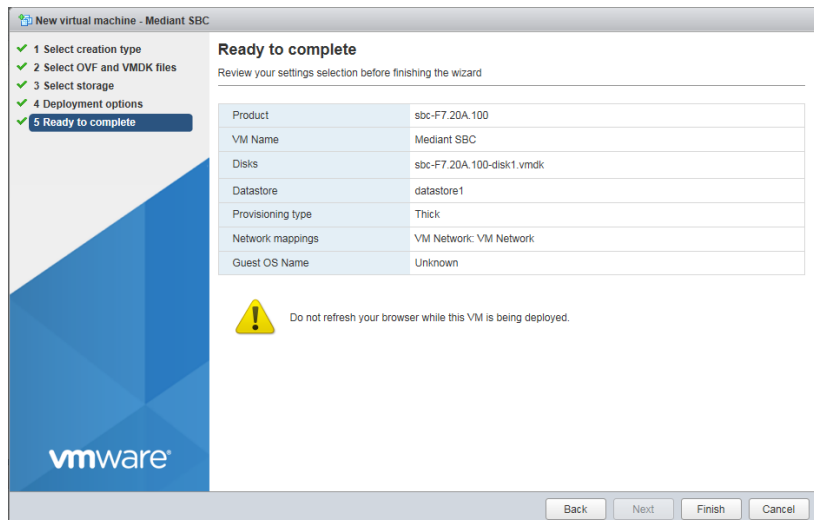 New virtual machine - Mediant SBC
1 Select creation type
2 Select OVF and VMDK files
3 Select storage
4 Deployment options
5 Ready to complete
Ready to complete
Review your settings selection before finishing the wizard
Product sbc-F7.20A.100
VM Name Mediant SBC
Disks sbc-F7.20A.100-disk1.vmdk
Datastore datastore1
Provisioning type Thick
Network mappings VM Network: VM Network
Guest OS Name Unknown
Do not refresh your browser while this VM is being deployed.
vmware®
Back Next Finish Cancel